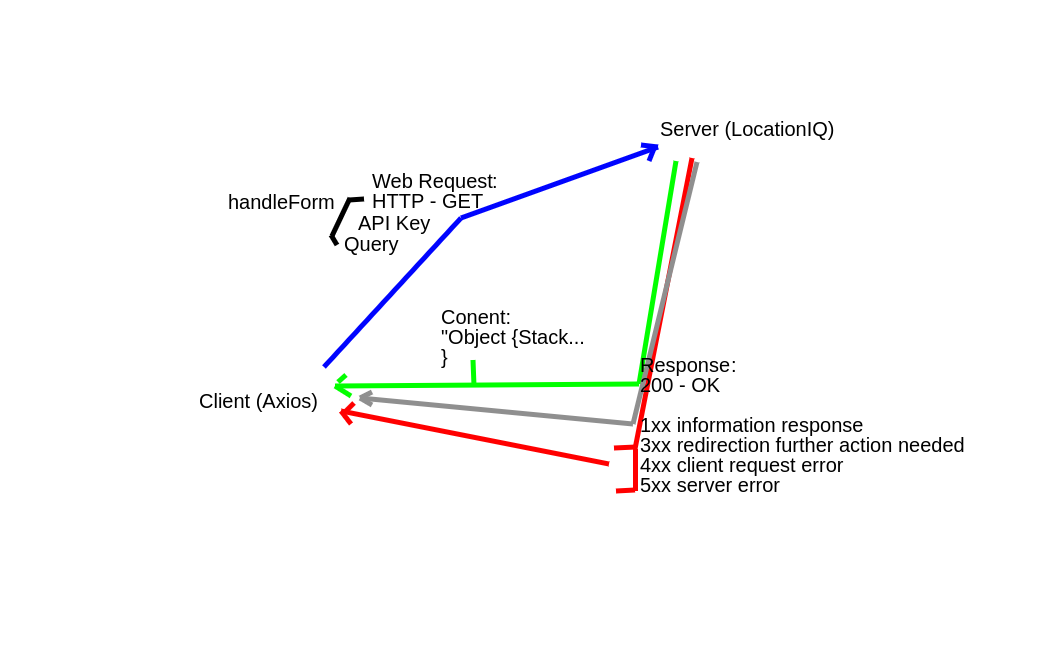 Server (LocationIQ)
Web Request:
handleForm
HTTP - GET
API Key
Query
Conent:
"Object {Stack...
}
Response:
200 - OK
Client (Axios)
1xx information response
3xx redirection further action needed
4xx client request error
5xx server error